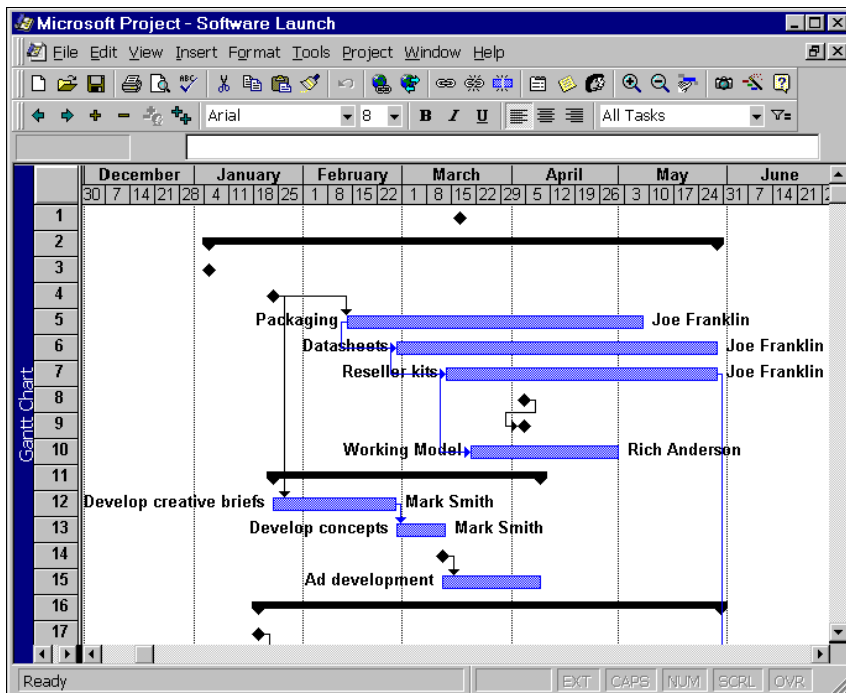 Microsoft Project - Software Launch
File Edit View Insert Format Tools Project Window Help
ABC
Arial 8 B I U All Tasks
December January February March April May June
30 7 14 21 28 4 11 18 25 1 8 15 22 1 8 15 22 29 5 12 19 26 3 10 17 24 31 7 14 21
Gantt Chart
1
2
3
4
5 Packaging Joe Franklin
6 Datasheets Joe Franklin
7 Reseller kits Joe Franklin
8
9
10 Working Model Rich Anderson
11
12 Develop creative briefs Mark Smith
13 Develop concepts Mark Smith
14
15 Ad development
16
17
Ready EXT CAPS NUM SCRL OVR